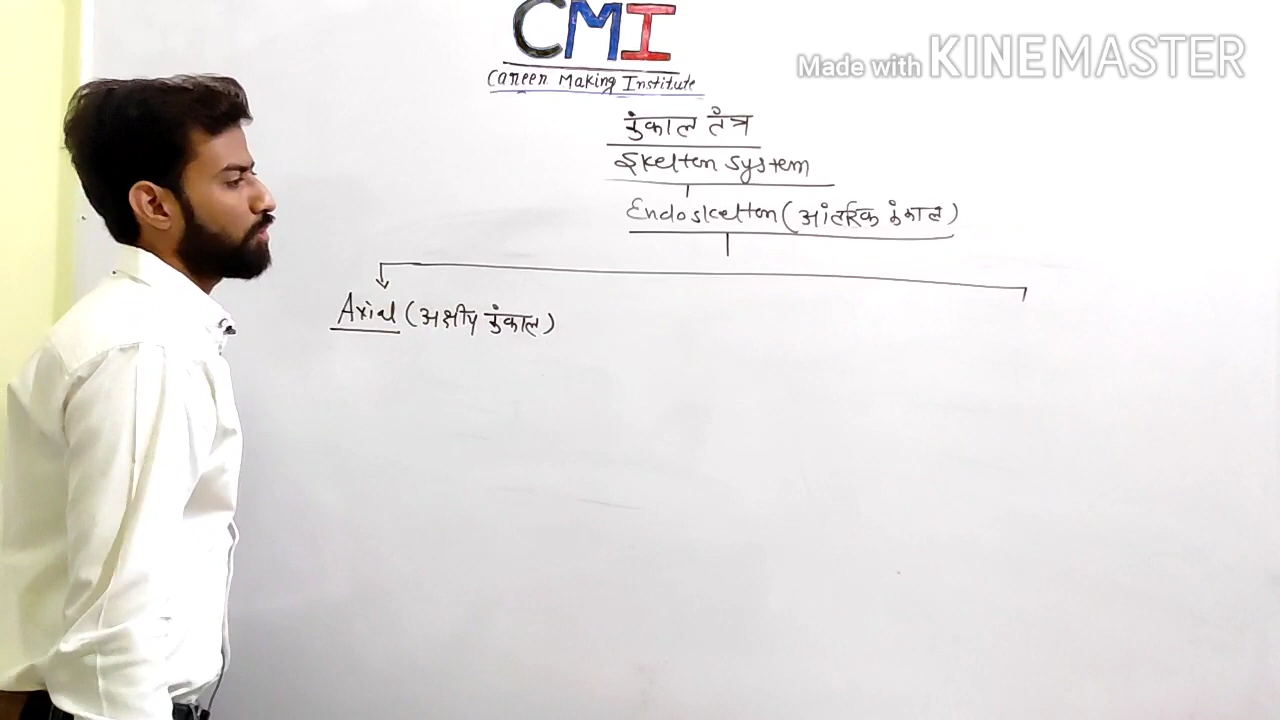 CMI
Made with KINEMASTER
Career Making Institute
कंकाल तंत्र
Skelton system
Endoskelton (आंतरिक कंकाल)
Axial (अक्षीय कंकाल)